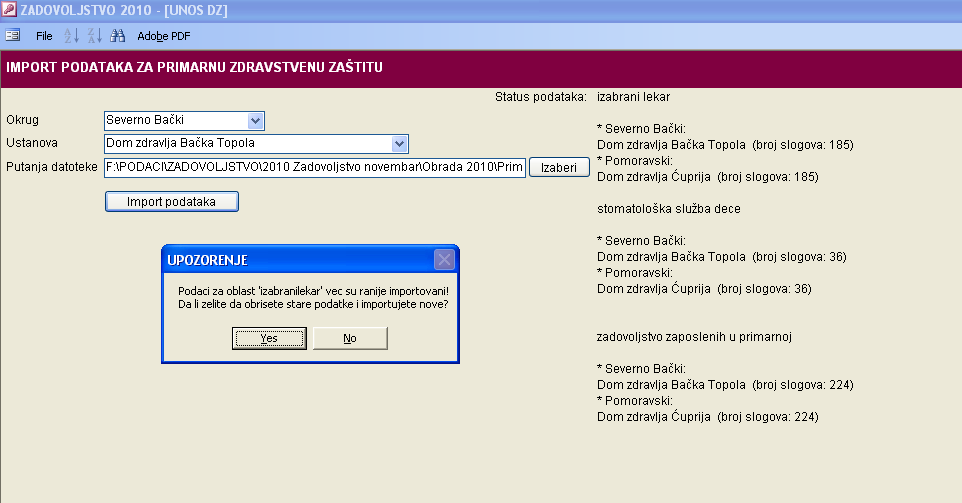 ZADOVOLJSTVO 2010 - [UNOS DZ]
File Adobe PDF
IMPORT PODATAKA ZA PRIMARNU ZDRAVSTVENU ZAŠTITU
Okrug Severno Bački
Ustanova Dom zdravlja Bačka Topola
Putanja datoteke F:\PODACI\ZADOVOLJSTVO\2010 Zadovoljstvo novembar\Obrada 2010\Prim Izaberi
Import podataka
UPOZORENJE
Podaci za oblast 'izabranilekar' vec su ranije importovani!
Da li zelite da obrisete stare podatke i importujete nove?
Yes No
Status podataka: izabrani lekar
* Severno Bački:
Dom zdravlja Bačka Topola (broj slogova: 185)
* Pomoravski:
Dom zdravlja Ćuprija (broj slogova: 185)
stomatološka služba dece
* Severno Bački:
Dom zdravlja Bačka Topola (broj slogova: 36)
* Pomoravski:
Dom zdravlja Ćuprija (broj slogova: 36)
zadovoljstvo zaposlenih u primarnoj
* Severno Bački:
Dom zdravlja Bačka Topola (broj slogova: 224)
* Pomoravski:
Dom zdravlja Ćuprija (broj slogova: 224)